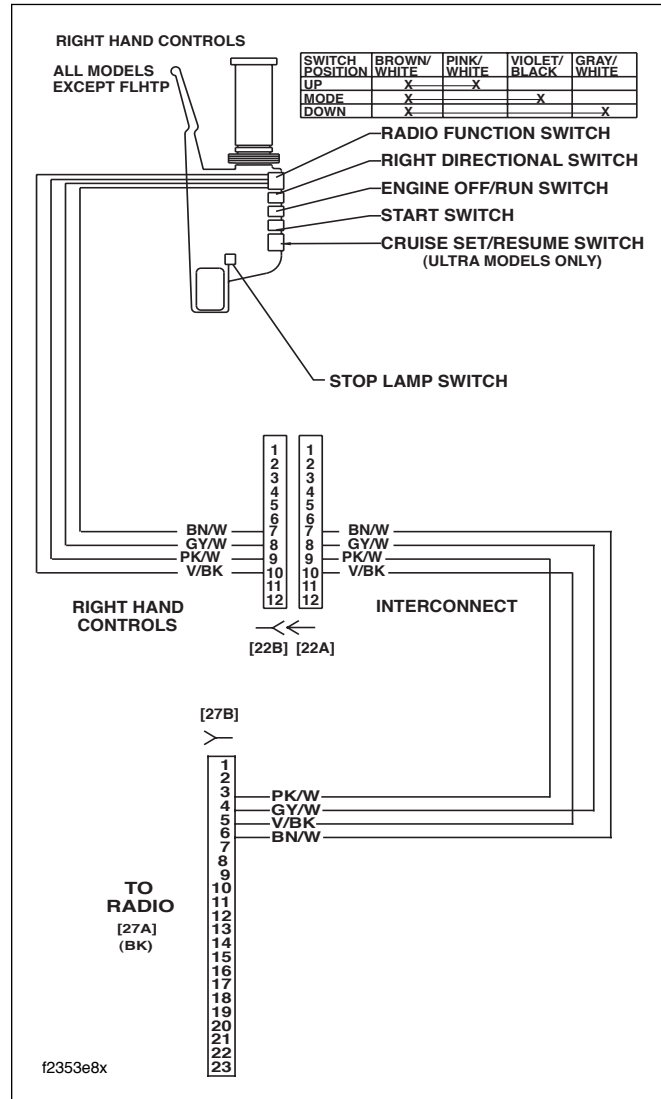 RIGHT HAND CONTROLS
ALL MODELS
EXCEPT FLHTP
SWITCH POSITION BROWN/WHITE PINK/WHITE VIOLET/BLACK GRAY/WHITE
UP X X
MODE X X
DOWN X X
RADIO FUNCTION SWITCH
RIGHT DIRECTIONAL SWITCH
ENGINE OFF/RUN SWITCH
START SWITCH
CRUISE SET/RESUME SWITCH
(ULTRA MODELS ONLY)
STOP LAMP SWITCH
1 1
2 2
3 3
4 4
5 5
6 6
BN/W 7 7 BN/W
GY/W 8 8 GY/W
PK/W 9 9 PK/W
V/BK 10 10 V/BK
11 11
12 12
RIGHT HAND
CONTROLS
INTERCONNECT
[22B] [22A]
[27B]
1
2
3 PK/W
4 GY/W
5 V/BK
6 BN/W
7
8
9
10
11
12
13
14
15
16
17
18
19
20
21
22
23
TO
RADIO
[27A]
(BK)
f2353e8x